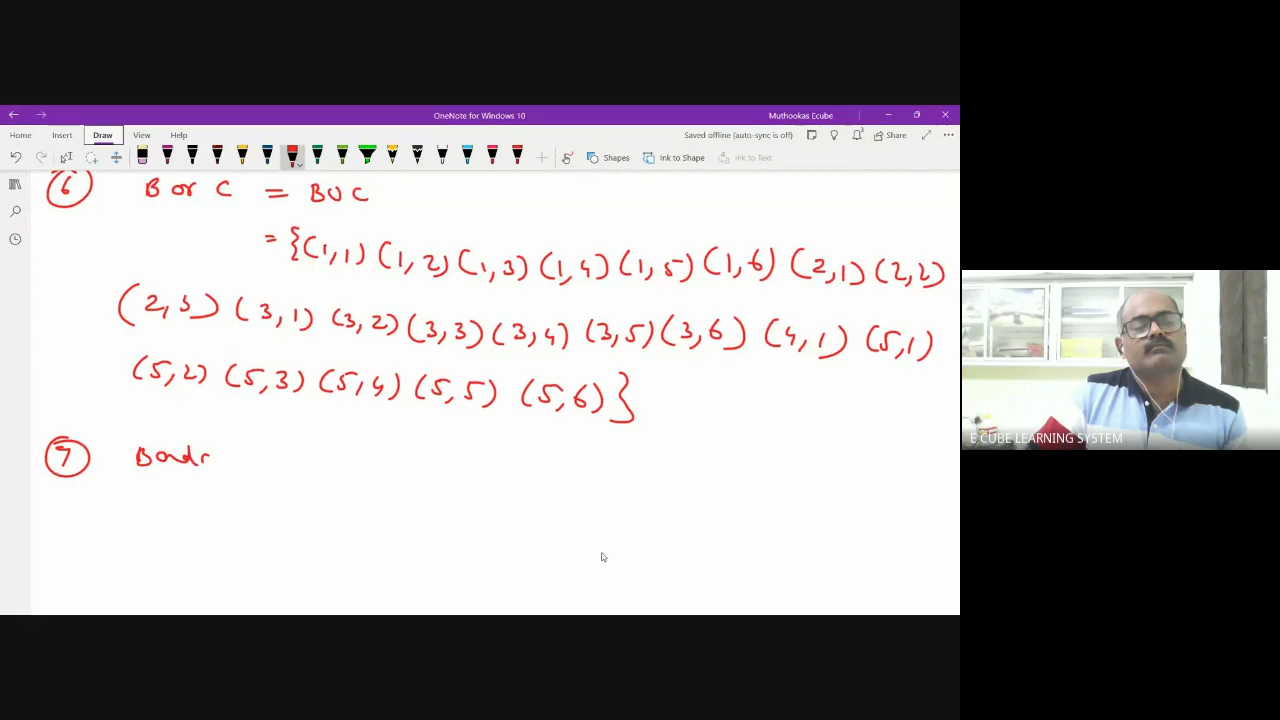 OneNote for Windows 10
Muthookas Ecube
Home Insert Draw View Help
Saved offline (auto-sync is off)
3
Share
Shapes Ink to Shape Ink to Text
6 B or C = B∪C
= {(1,1) (1,2) (1,3) (1,4) (1,5) (1,6) (2,1) (2,2)
(2,3) (3,1) (3,2) (3,3) (3,4) (3,5) (3,6) (4,1) (5,1)
(5,2) (5,3) (5,4) (5,5) (5,6)}
7 B and
E CUBE LEARNING SYSTEM